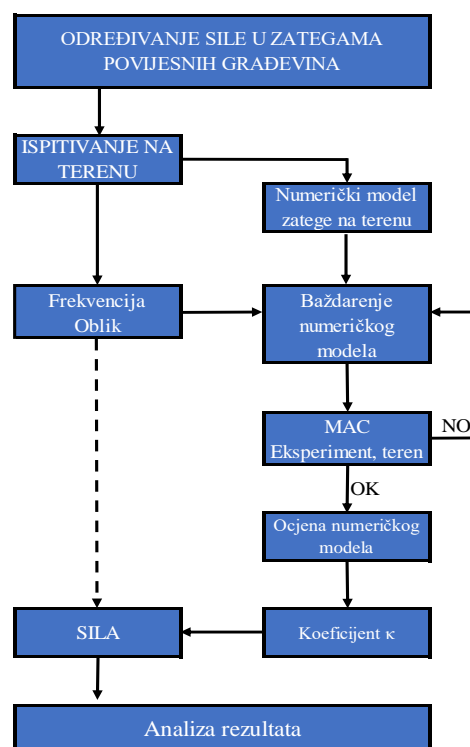 ODREĐIVANJE SILE U ZATEGAMA
POVIJESNIH GRAĐEVINA
ISPITIVANJE NA
TERENU
Numerički model
zatege na terenu
Frekvencija
Oblik
Baždarenje
numeričkog
modela
MAC
Eksperiment, teren
NO
OK
Ocjena numeričkog
modela
SILA
Koeficijent κ
Analiza rezultata